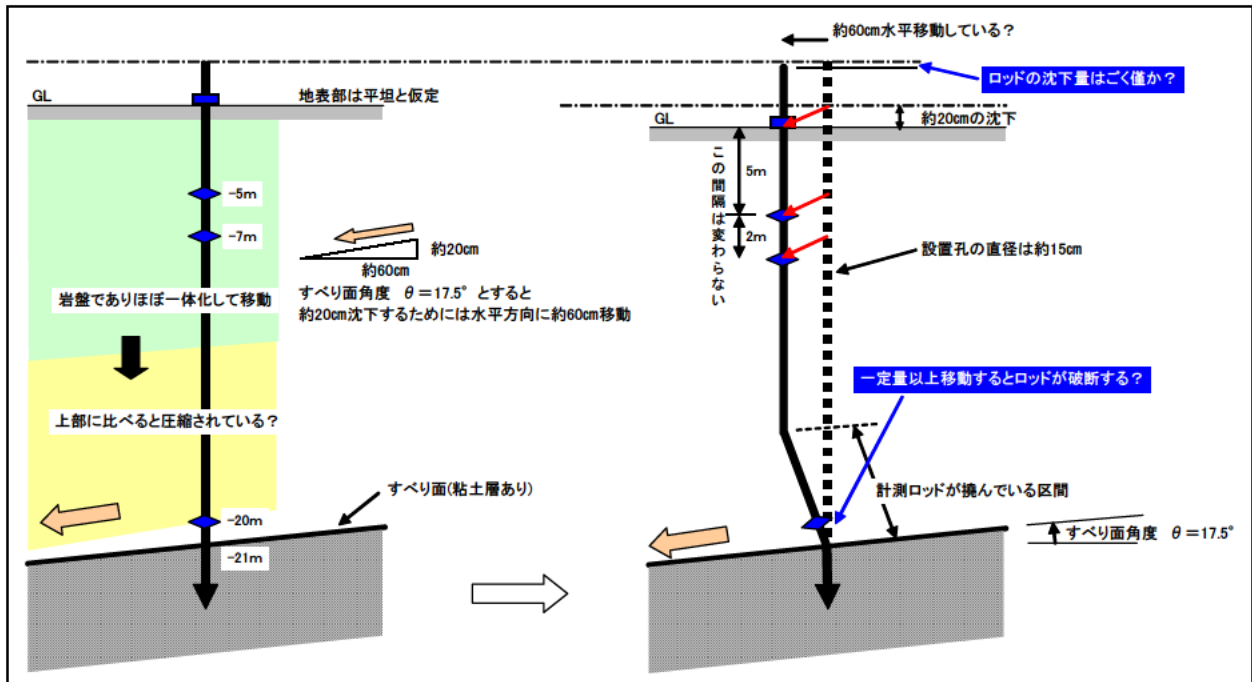 GL
地表部は平坦と仮定
-5m
-7m
約20cm
約60cm
すべり面角度 θ=17.5° とすると
約20cm沈下するためには水平方向に約60cm移動
岩盤でありほぼ一体化して移動
上部に比べると圧縮されている?
すべり面(粘土層あり)
-20m
-21m
約60cm水平移動している?
ロッドの沈下量はごく僅か?
GL
約20cmの沈下
この間隔は変わらない
5m
2m
設置孔の直径は約15cm
一定量以上移動するとロッドが破断する?
計測ロッドが撓んでいる区間
すべり面角度 θ=17.5°